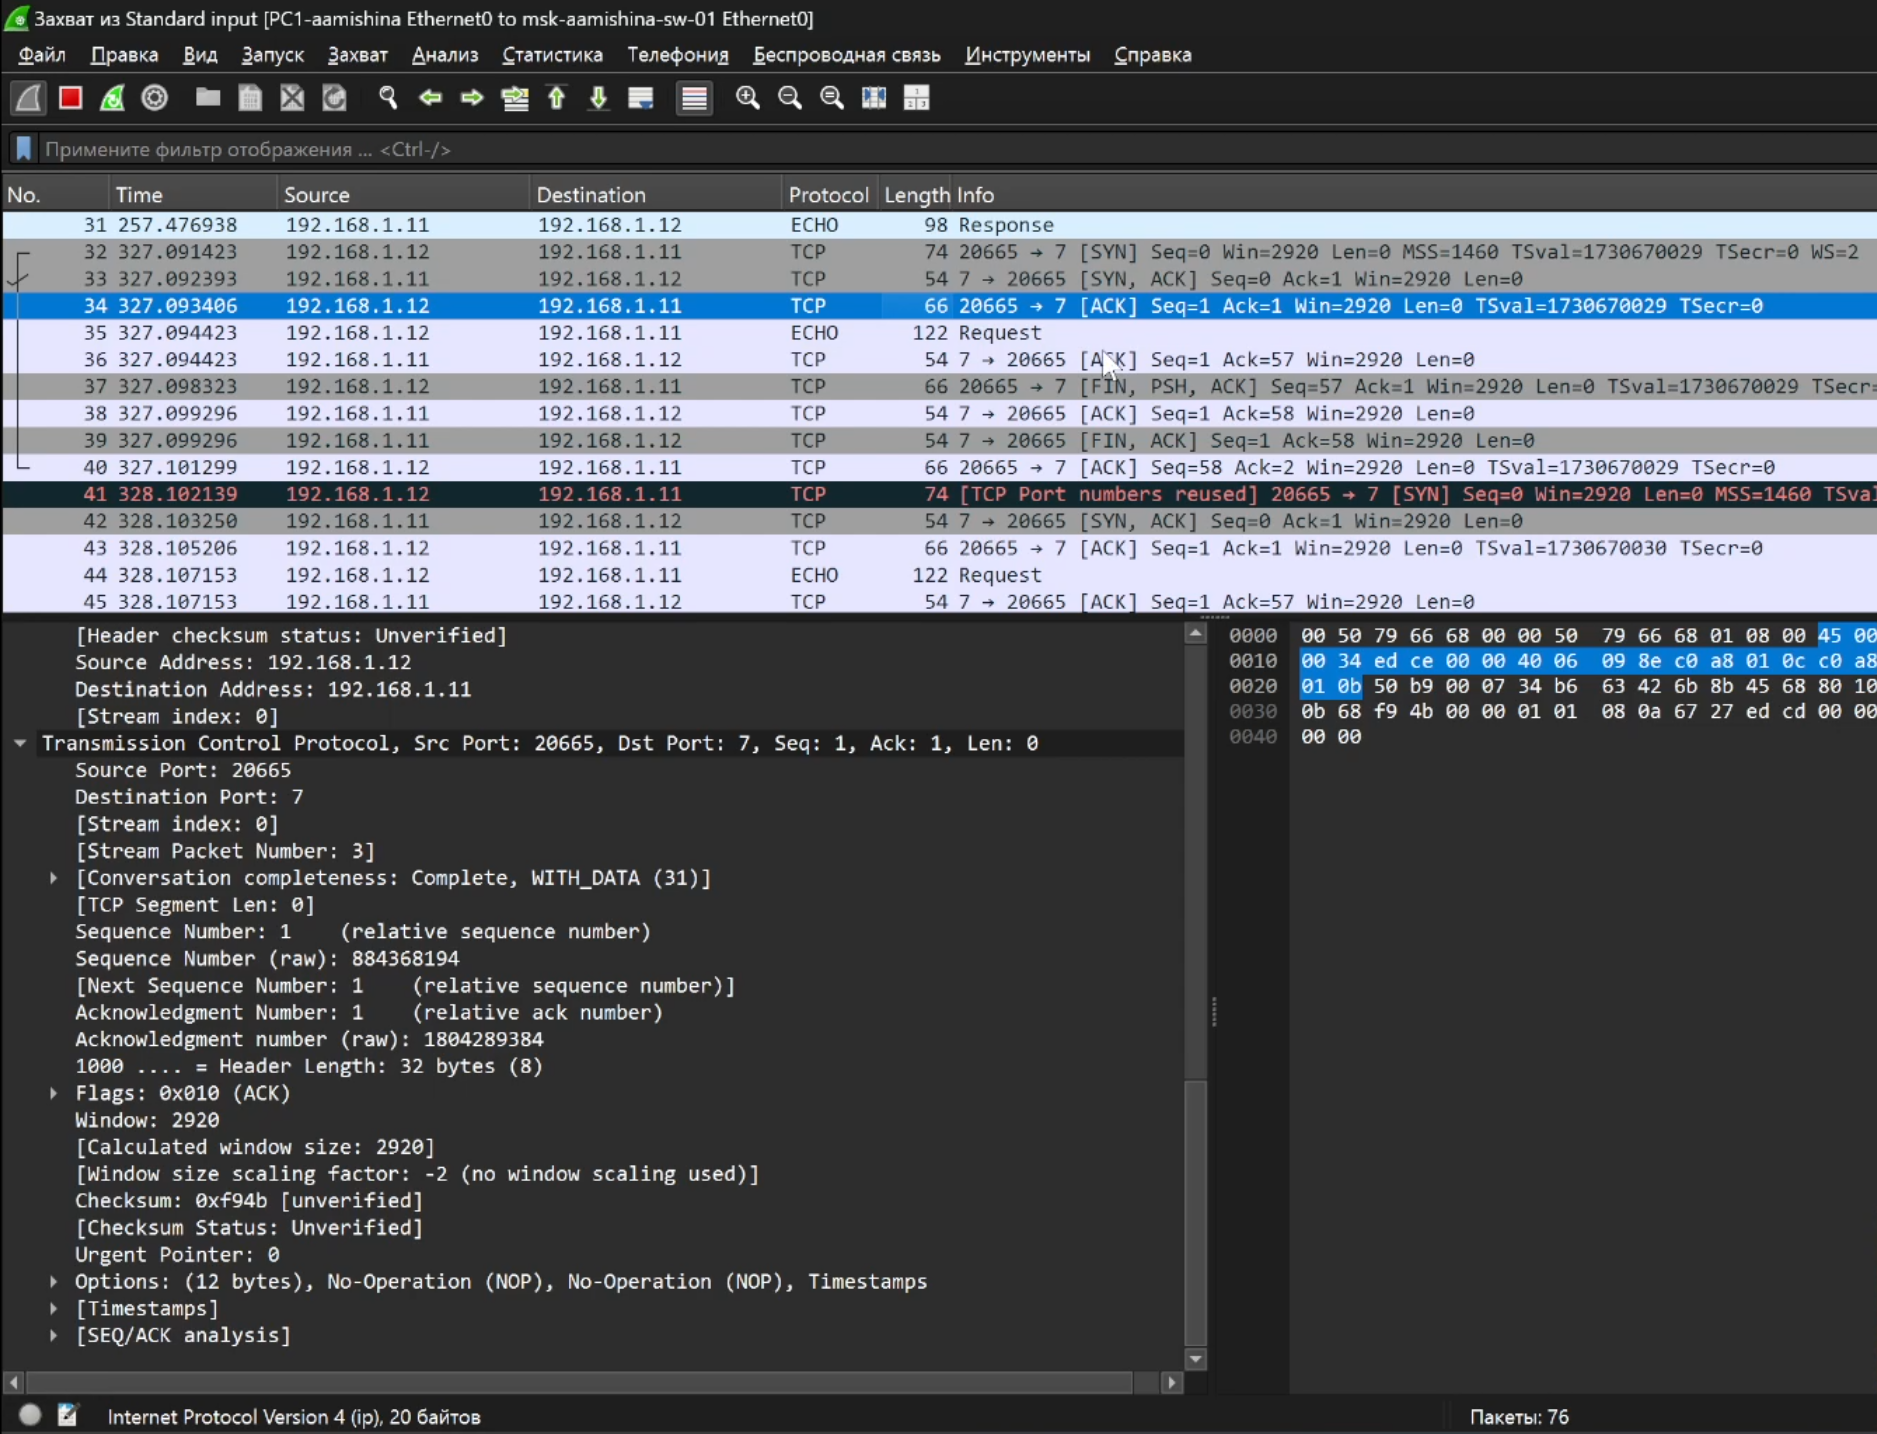 Захват из Standard input [PC1-aamishina Ethernet0 to msk-aamishina-sw-01 Ethernet0]
Файл Правка Вид Запуск Захват Анализ Статистика Телефония Беспроводная связь Инструменты Справка
Примените фильтр отображения ... <Ctrl-/>
No. Time Source Destination Protocol Length Info
31 257.476938 192.168.1.11 192.168.1.12 ECHO 98 Response
32 327.091423 192.168.1.12 192.168.1.11 TCP 74 20665 → 7 [SYN] Seq=0 Win=2920 Len=0 MSS=1460 TSval=1730670029 TSecr=0 WS=2
33 327.092393 192.168.1.11 192.168.1.12 TCP 54 7 → 20665 [SYN, ACK] Seq=0 Ack=1 Win=2920 Len=0
34 327.093406 192.168.1.12 192.168.1.11 TCP 66 20665 → 7 [ACK] Seq=1 Ack=1 Win=2920 Len=0 TSval=1730670029 TSecr=0
35 327.094423 192.168.1.12 192.168.1.11 ECHO 122 Request
36 327.094423 192.168.1.11 192.168.1.12 TCP 54 7 → 20665 [ACK] Seq=1 Ack=57 Win=2920 Len=0
37 327.098323 192.168.1.12 192.168.1.11 TCP 66 20665 → 7 [FIN, PSH, ACK] Seq=57 Ack=1 Win=2920 Len=0 TSval=1730670029 TSecr=
38 327.099296 192.168.1.11 192.168.1.12 TCP 54 7 → 20665 [ACK] Seq=1 Ack=58 Win=2920 Len=0
39 327.099296 192.168.1.11 192.168.1.12 TCP 54 7 → 20665 [FIN, ACK] Seq=1 Ack=58 Win=2920 Len=0
40 327.101299 192.168.1.12 192.168.1.11 TCP 66 20665 → 7 [ACK] Seq=58 Ack=2 Win=2920 Len=0 TSval=1730670029 TSecr=0
41 328.102139 192.168.1.12 192.168.1.11 TCP 74 [TCP Port numbers reused] 20665 → 7 [SYN] Seq=0 Win=2920 Len=0 MSS=1460 TSval
42 328.103250 192.168.1.11 192.168.1.12 TCP 54 7 → 20665 [SYN, ACK] Seq=0 Ack=1 Win=2920 Len=0
43 328.105206 192.168.1.12 192.168.1.11 TCP 66 20665 → 7 [ACK] Seq=1 Ack=1 Win=2920 Len=0 TSval=1730670030 TSecr=0
44 328.107153 192.168.1.12 192.168.1.11 ECHO 122 Request
45 328.107153 192.168.1.11 192.168.1.12 TCP 54 7 → 20665 [ACK] Seq=1 Ack=57 Win=2920 Len=0
[Header checksum status: Unverified]
Source Address: 192.168.1.12
Destination Address: 192.168.1.11
[Stream index: 0]
Transmission Control Protocol, Src Port: 20665, Dst Port: 7, Seq: 1, Ack: 1, Len: 0
Source Port: 20665
Destination Port: 7
[Stream index: 0]
[Stream Packet Number: 3]
[Conversation completeness: Complete, WITH_DATA (31)]
[TCP Segment Len: 0]
Sequence Number: 1 (relative sequence number)
Sequence Number (raw): 884368194
[Next Sequence Number: 1 (relative sequence number)]
Acknowledgment Number: 1 (relative ack number)
Acknowledgment number (raw): 1804289384
1000 .... = Header Length: 32 bytes (8)
Flags: 0x010 (ACK)
Window: 2920
[Calculated window size: 2920]
[Window size scaling factor: -2 (no window scaling used)]
Checksum: 0xf94b [unverified]
[Checksum Status: Unverified]
Urgent Pointer: 0
Options: (12 bytes), No-Operation (NOP), No-Operation (NOP), Timestamps
[Timestamps]
[SEQ/ACK analysis]
0000 00 50 79 66 68 00 00 50 79 66 68 01 08 00 45 00
0010 00 34 ed ce 00 00 40 06 09 8e c0 a8 01 0c c0 a8
0020 01 0b 50 b9 00 07 34 b6 63 42 6b 8b 45 68 80 10
0030 0b 68 f9 4b 00 00 01 01 08 0a 67 27 ed cd 00 00
0040 00 00
Internet Protocol Version 4 (ip), 20 байтов
Пакеты: 76